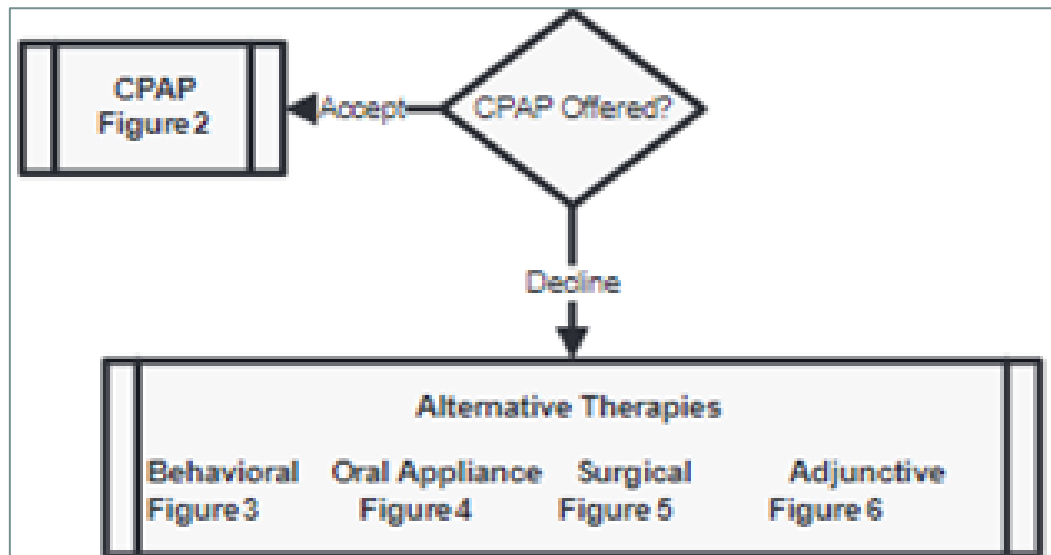 CPAP
Figure 2
Accept
CPAP Offered?
Decline
Alternative Therapies
Behavioral Oral Appliance Surgical Adjunctive
Figure 3 Figure 4 Figure 5 Figure 6